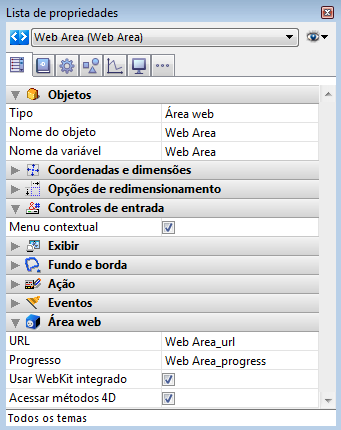 Lista de propriedades
Web Area (Web Area)
Objetos
Tipo Área web
Nome do objeto Web Area
Nome da variável Web Area
Coordenadas e dimensões
Opções de redimensionamento
Controles de entrada
Menu contextual
Exibir
Fundo e borda
Ação
Eventos
Área web
URL Web Area_url
Progresso Web Area_progress
Usar WebKit integrado
Acessar métodos 4D
Todos os temas